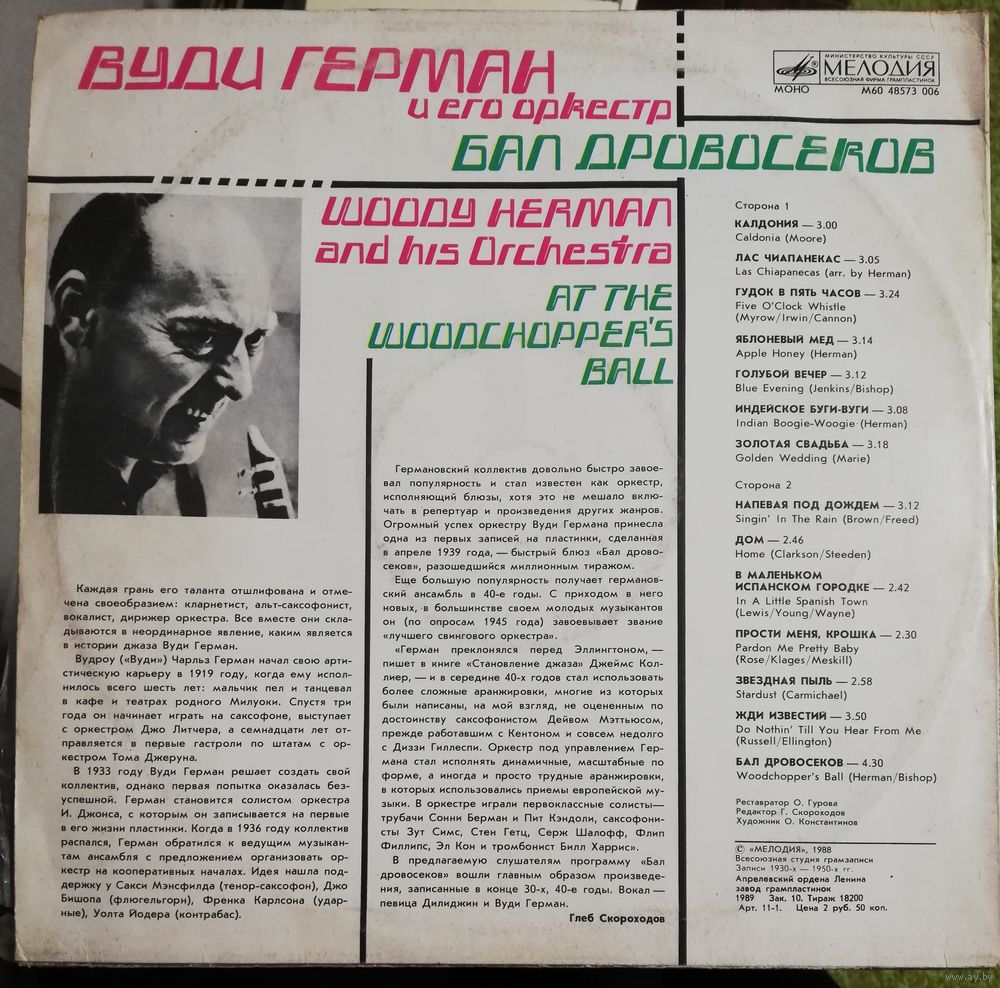 ВУДИ ГЕРМАН
и его оркестр
БАЛ ДРОВОСЕКОВ
МИНИСТЕРСТВО КУЛЬТУРЫ СССР
МЕЛОДИЯ
ВСЕСОЮЗНАЯ ФИРМА ГРАМПЛАСТИНОК
МОНО М60 48573 006
WOODY HERMAN
and his Orchestra
AT THE
WOODCHOPPER'S
BALL
Каждая грань его таланта отшлифована и отме-
чена своеобразием: кларнетист, альт-саксофонист,
вокалист, дирижер оркестра. Все вместе они скла-
дываются в неординарное явление, каким является
в истории джаза Вуди Герман.
Вудроу («Вуди») Чарльз Герман начал свою арти-
стическую карьеру в 1919 году, когда ему испол-
нилось всего шесть лет: мальчик пел и танцевал
в кафе и театрах родного Милуоки. Спустя три
года он начинает играть на саксофоне, выступает
с оркестром Джо Литчера, а семнадцати лет от-
правляется в первые гастроли по штатам с ор-
кестром Тома Джеруна.
В 1933 году Вуди Герман решает создать свой
коллектив, однако первая попытка оказалась без-
успешной. Герман становится солистом оркестра
И. Джонса, с которым он записывается на первые
в его жизни пластинки. Когда в 1936 году коллектив
распался, Герман обратился к ведущим музыкан-
там ансамбля с предложением организовать ор-
кестр на кооперативных началах. Идея нашла под-
держку у Сакси Мэнсфилда (тенор-саксофон), Джо
Бишопа (флюгельгорн), Френка Карлсона (удар-
ные), Уолта Йодера (контрабас).
Германовский коллектив довольно быстро завое-
вал популярность и стал известен как оркестр,
исполняющий блюзы, хотя это не мешало вклю-
чать в репертуар и произведения других жанров.
Огромный успех оркестру Вуди Германа принесла
одна из первых записей на пластинки, сделанная
в апреле 1939 года, — быстрый блюз «Бал дрово-
секов», разошедшийся миллионным тиражом.
Еще большую популярность получает германов-
ский ансамбль в 40-е годы. С приходом в него
новых, в большинстве своем молодых музыкантов
он (по опросам 1945 года) завоевывает звание
«лучшего свингового оркестра».
«Герман преклонялся перед Эллингтоном, —
пишет в книге «Становление джаза» Джеймс Кол-
лиер, — и в середине 40-х годов стал использовать
более сложные аранжировки, многие из которых
были написаны, на мой взгляд, не оцененным по
достоинству саксофонистом Дейвом Мэттьюсом,
прежде работавшим с Кентоном и совсем недолго
с Диззи Гиллеспи. Оркестр под управлением Гер-
мана стал исполнять динамичные, масштабные по
форме, а иногда и просто трудные аранжировки,
в которых использовались приемы европейской му-
зыки. В оркестре играли первоклассные солисты—
трубачи Сонни Берман и Пит Кэндоли, саксофони-
сты Зут Симс, Стен Гетц, Серж Шалофф, Флип
Филлипс, Эл Кон и тромбонист Билл Харрис».
В предлагаемую слушателям программу «Бал
дровосеков» вошли главным образом произведе-
ния, записанные в конце 30-х, 40-е годы. Вокал —
певица Дилиджин и Вуди Герман.
Глеб Скороходов
Сторона 1
КАЛДОНИЯ — 3.00
Caldonia (Moore)
ЛАС ЧИАПАНЕКАС — 3.05
Las Chiapanecas (arr. by Herman)
ГУДОК В ПЯТЬ ЧАСОВ — 3.24
Five O'Clock Whistle
(Myrow/Irwin/Cannon)
ЯБЛОНЕВЫЙ МЕД — 3.14
Apple Honey (Herman)
ГОЛУБОЙ ВЕЧЕР — 3.12
Blue Evening (Jenkins/Bishop)
ИНДЕЙСКОЕ БУГИ-ВУГИ — 3.08
Indian Boogie-Woogie (Herman)
ЗОЛОТАЯ СВАДЬБА — 3.18
Golden Wedding (Marie)
Сторона 2
НАПЕВАЯ ПОД ДОЖДЕМ — 3.12
Singin' In The Rain (Brown/Freed)
ДОМ — 2.46
Home (Clarkson/Steeden)
В МАЛЕНЬКОМ
ИСПАНСКОМ ГОРОДКЕ — 2.42
In A Little Spanish Town
(Lewis/Young/Wayne)
ПРОСТИ МЕНЯ, КРОШКА — 2.30
Pardon Me Pretty Baby
(Rose/Klages/Meskill)
ЗВЕЗДНАЯ ПЫЛЬ — 2.58
Stardust (Carmichael)
ЖДИ ИЗВЕСТИЙ — 3.50
Do Nothin' Till You Hear From Me
(Russell/Ellington)
БАЛ ДРОВОСЕКОВ — 4.30
Woodchopper's Ball (Herman/Bishop)
Реставратор О. Гурова
Редактор Г. Скороходов
Художник О. Константинов
© «МЕЛОДИЯ», 1988
Всесоюзная студия грамзаписи
Записи 1930-х — 1950-х гг.
Апрелевский ордена Ленина
завод грампластинок
1989 Зак. 10. Тираж 18200
Арт. 11-1. Цена 2 руб. 50 коп.
www.ay.by